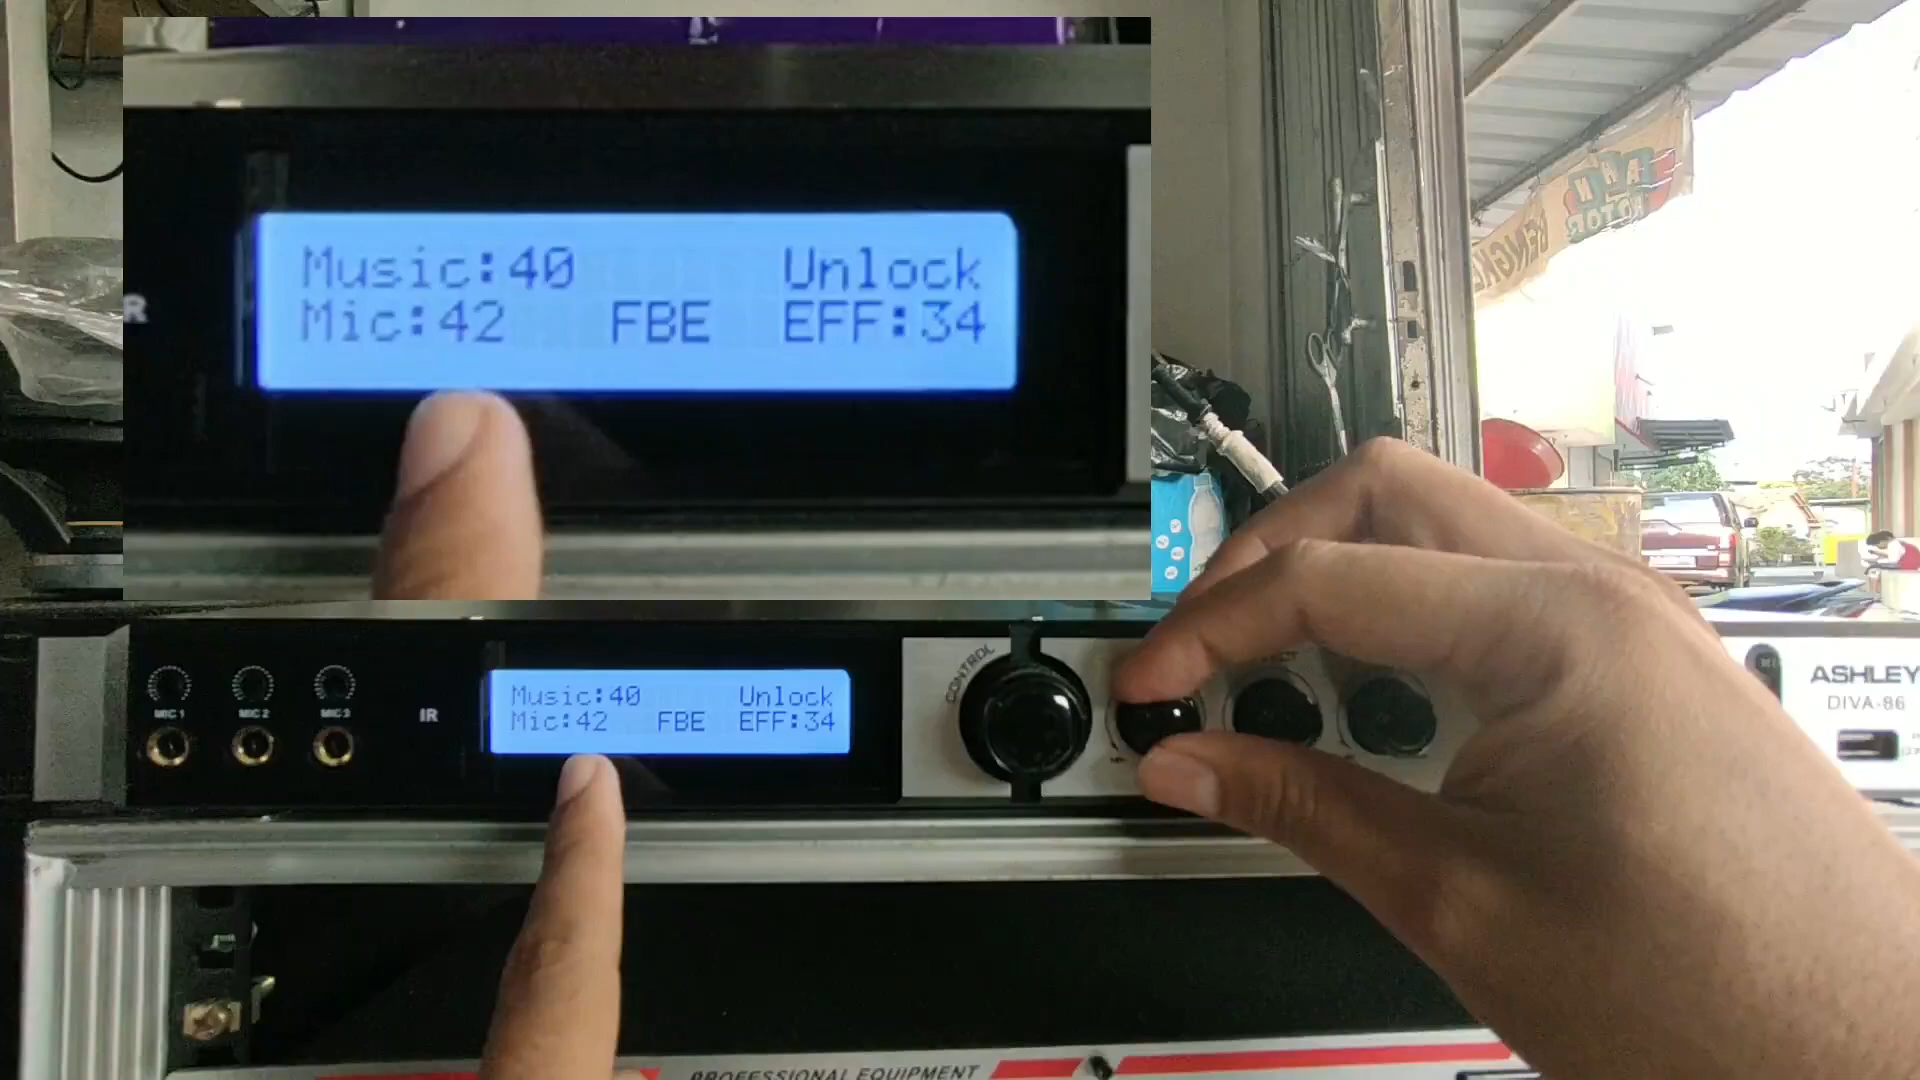 Music:40 Unlock
Mic:42 FBE EFF:34
R
MIC 1 MIC 2 MIC 3
IR
Music:40 Unlock
Mic:42 FBE EFF:34
CONTROL
ASHLEY
DIVA-86
PROFESSIONAL EQUIPMENT